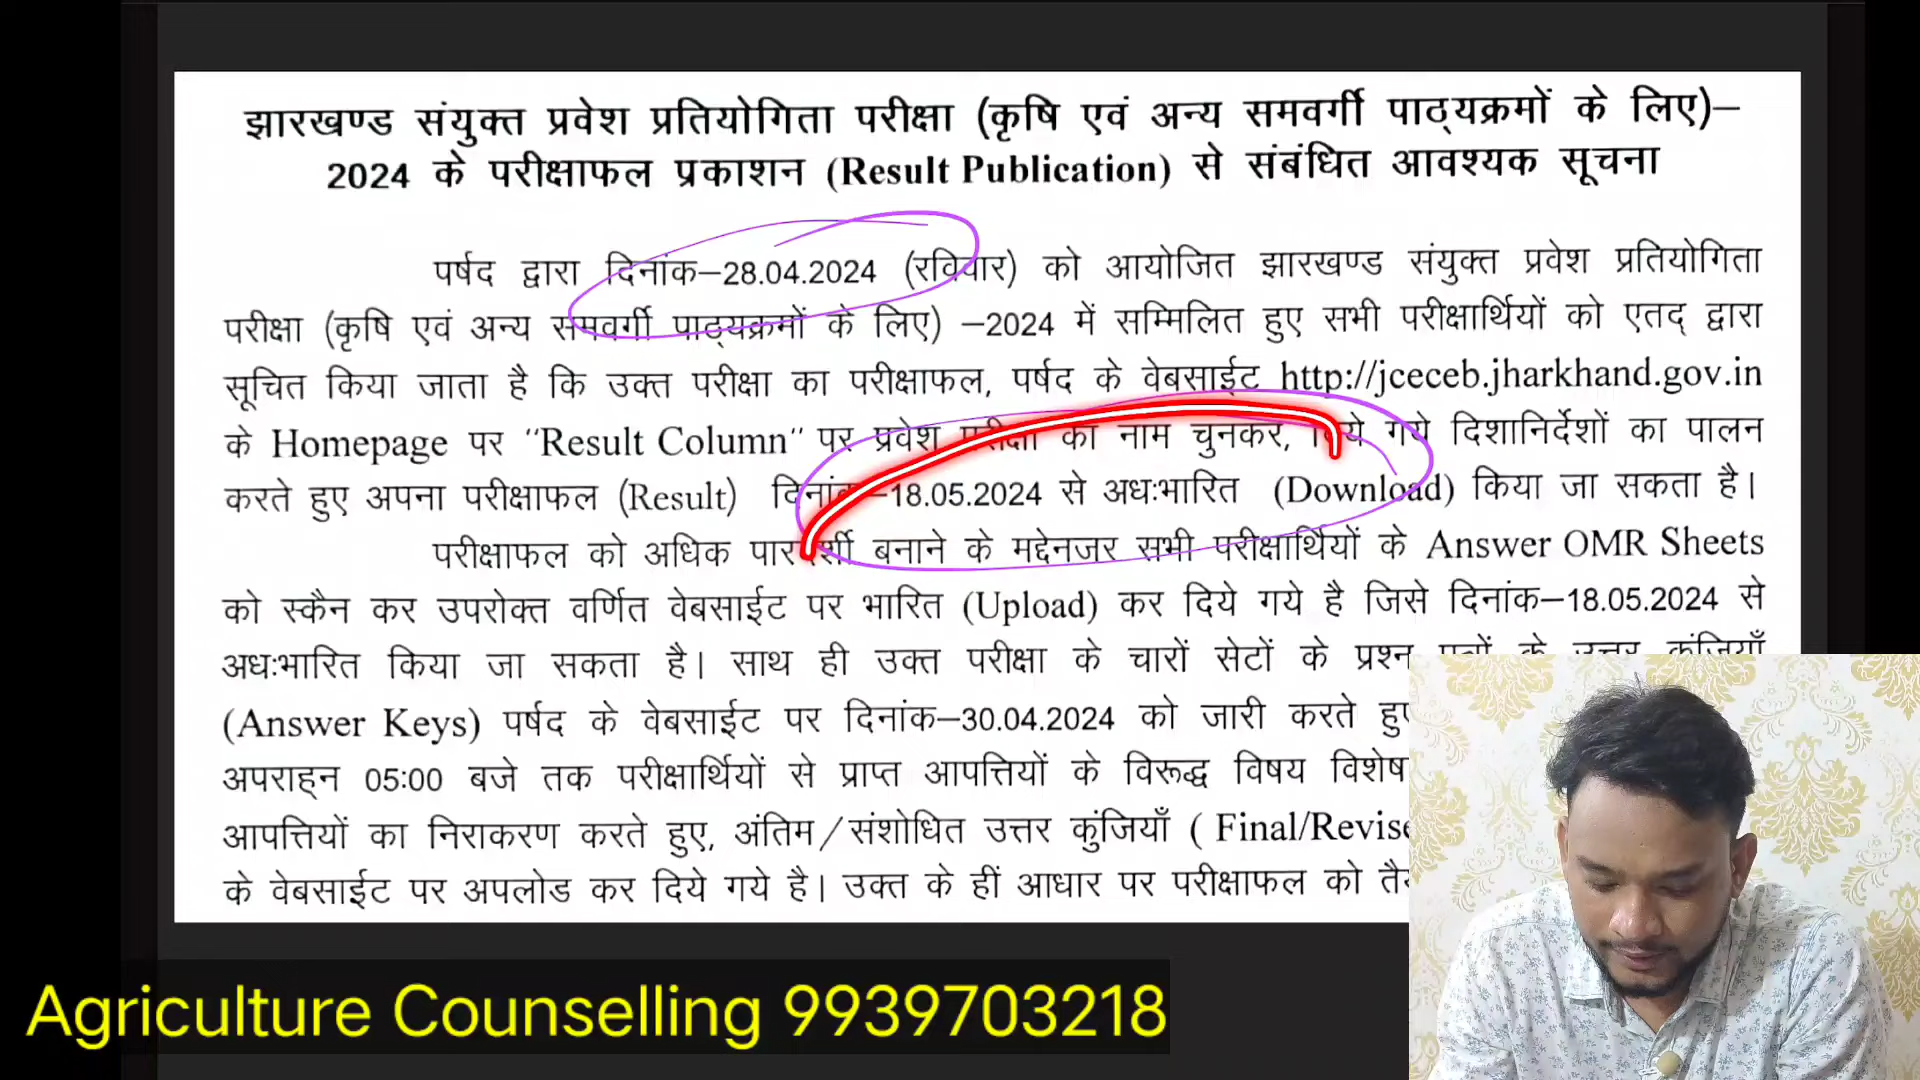 झारखण्ड संयुक्त प्रवेश प्रतियोगिता परीक्षा (कृषि एवं अन्य समवर्गी पाठ्यक्रमों के लिए)–
2024 के परीक्षाफल प्रकाशन (Result Publication) से संबंधित आवश्यक सूचना
पर्षद द्वारा दिनांक–28.04.2024 (रविवार) को आयोजित झारखण्ड संयुक्त प्रवेश प्रतियोगिता
परीक्षा (कृषि एवं अन्य समवर्गी पाठ्यक्रमों के लिए) –2024 में सम्मिलित हुए सभी परीक्षार्थियों को एतद् द्वारा
सूचित किया जाता है कि उक्त परीक्षा का परीक्षाफल, पर्षद के वेबसाईट http://jceceb.jharkhand.gov.in
के Homepage पर “Result Column” पर प्रवेश परीक्षा का नाम चुनकर, दिये गये दिशानिर्देशों का पालन
करते हुए अपना परीक्षाफल (Result) दिनांक–18.05.2024 से अधःभारित (Download) किया जा सकता है।
परीक्षाफल को अधिक पारदर्शी बनाने के मद्देनजर सभी परीक्षार्थियों के Answer OMR Sheets
को स्कैन कर उपरोक्त वर्णित वेबसाईट पर भारित (Upload) कर दिये गये है जिसे दिनांक–18.05.2024 से
अधःभारित किया जा सकता है। साथ ही उक्त परीक्षा के चारों सेटों के प्रश्न
(Answer Keys) पर्षद के वेबसाईट पर दिनांक–30.04.2024 को जारी करते हुए
अपराह्न 05:00 बजे तक परीक्षार्थियों से प्राप्त आपत्तियों के विरूद्ध विषय
आपत्तियों का निराकरण करते हुए, अंतिम/संशोधित उत्तर कुंजियाँ ( Final/Revise
के वेबसाईट पर अपलोड कर दिये गये है। उक्त के हीं आधार पर परीक्षाफल को
Agriculture Counselling 9939703218